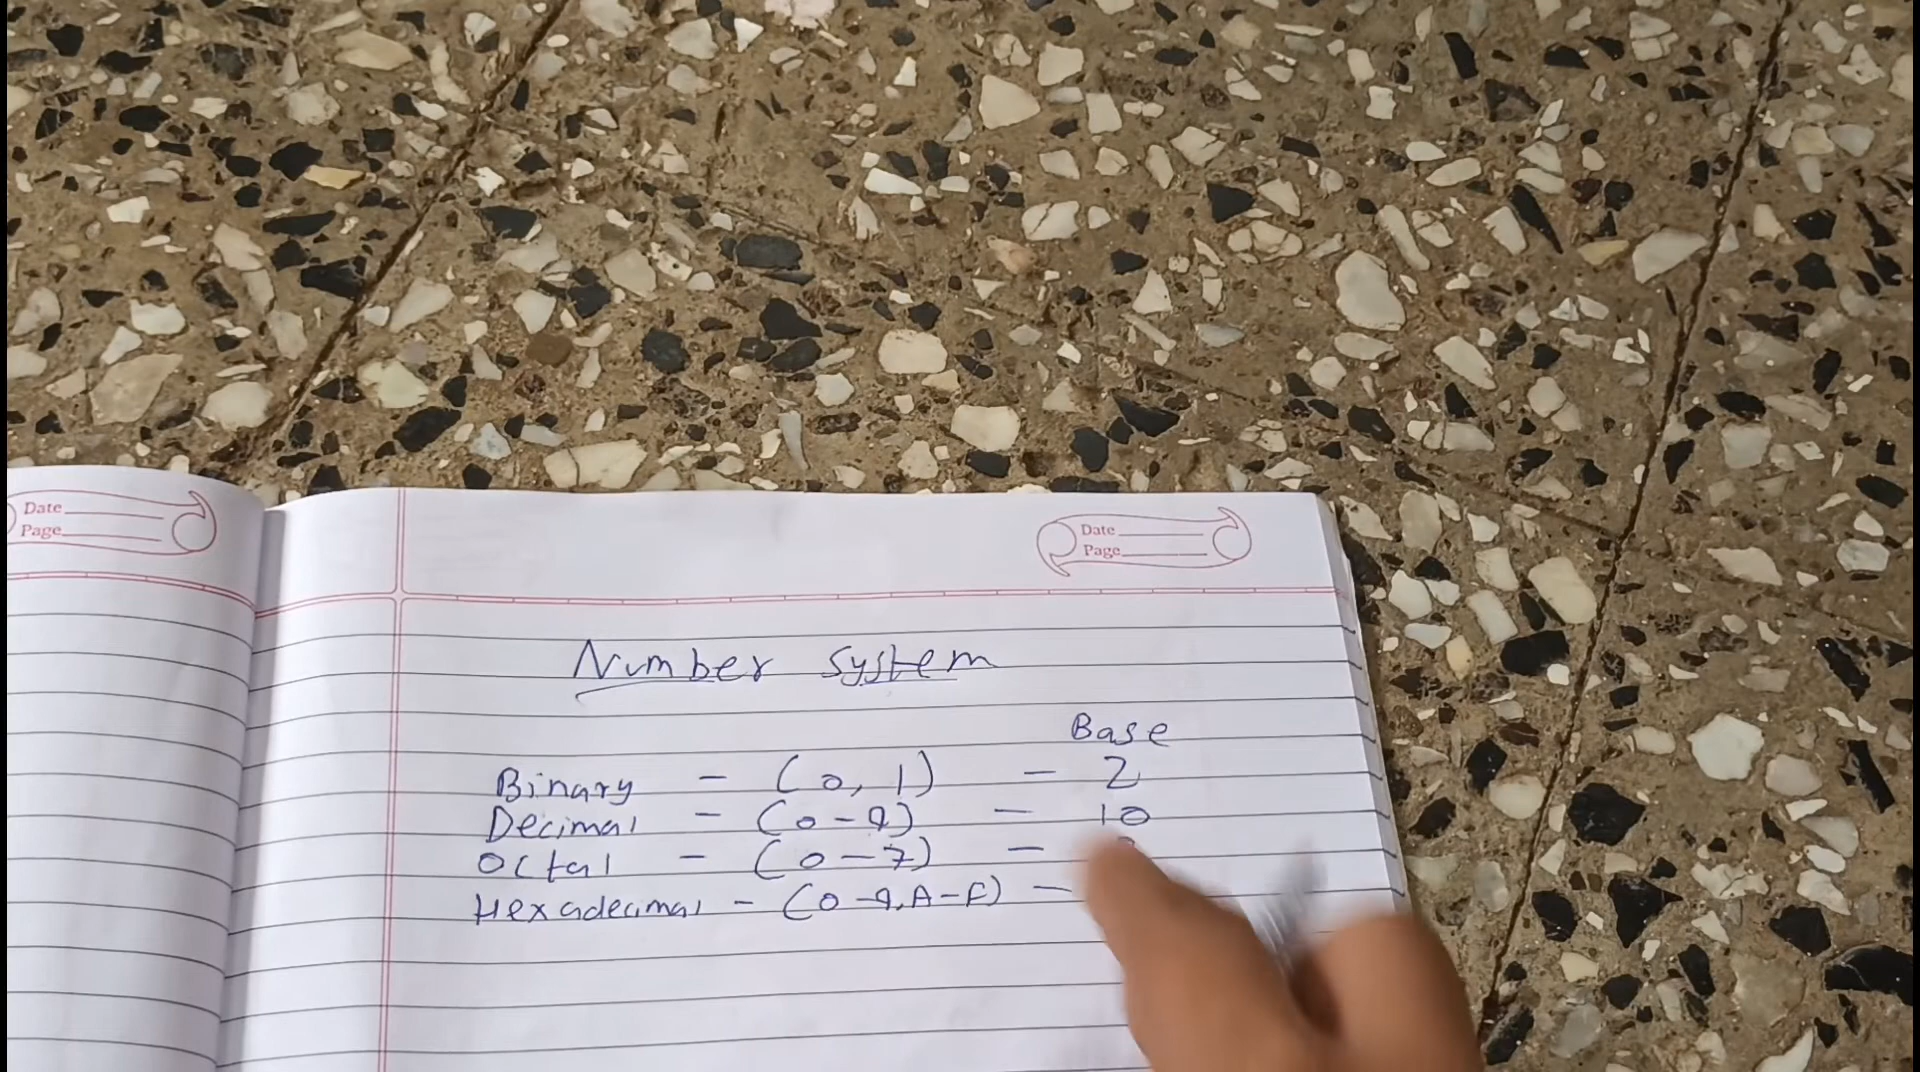 Date
Page
Date
Page
Number system
Base
Binary - (0, 1) - 2
Decimal - (0-9) - 10
Octal - (0-7) -
Hexadecimal - (0-9, A-F) -